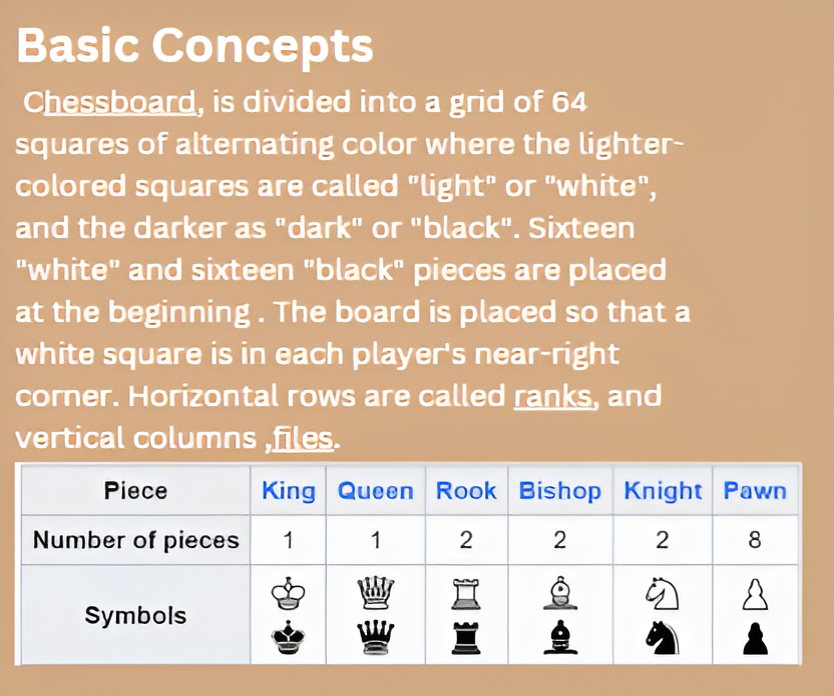 Basic Concepts
Chessboard, is divided into a grid of 64
squares of alternating color where the lighter-
colored squares are called "light" or "white",
and the darker as "dark" or "black". Sixteen
"white" and sixteen "black" pieces are placed
at the beginning . The board is placed so that a
white square is in each player's near-right
corner. Horizontal rows are called ranks, and
vertical columns ,files.
Piece King Queen Rook Bishop Knight Pawn
Number of pieces 1 1 2 2 2 8
Symbols